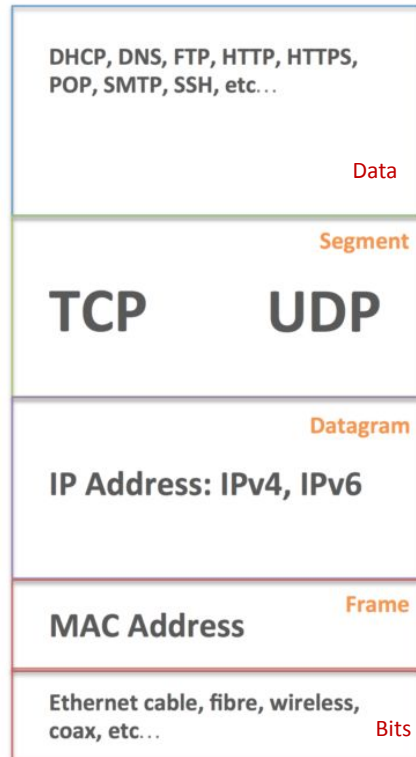 DHCP, DNS, FTP, HTTP, HTTPS,
POP, SMTP, SSH, etc...
Data
Segment
TCP UDP
Datagram
IP Address: IPv4, IPv6
Frame
MAC Address
Ethernet cable, fibre, wireless,
coax, etc...
Bits